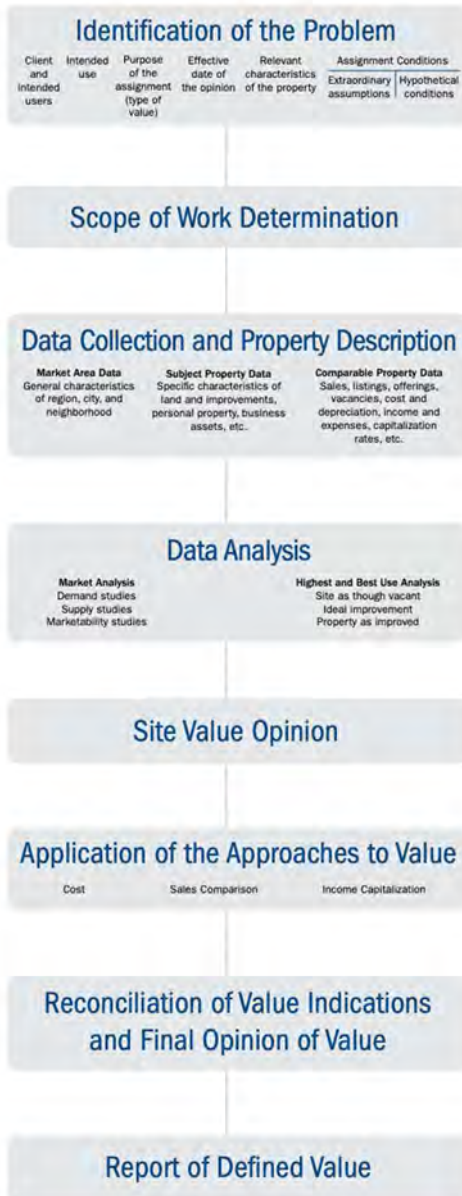 Identification of the Problem
Client and intended users
Intended use
Purpose of the assignment (type of value)
Effective date of the opinion
Relevant characteristics of the property
Assignment Conditions
Extraordinary assumptions
Hypothetical conditions
Scope of Work Determination
Data Collection and Property Description
Market Area Data
General characteristics
of region, city, and
neighborhood
Subject Property Data
Specific characteristics of
land and improvements,
personal property, business
assets, etc.
Comparable Property Data
Sales, listings, offerings,
vacancies, cost and
depreciation, income and
expenses, capitalization
rates, etc.
Data Analysis
Market Analysis
Demand studies
Supply studies
Marketability studies
Highest and Best Use Analysis
Site as though vacant
Ideal improvement
Property as improved
Site Value Opinion
Application of the Approaches to Value
Cost
Sales Comparison
Income Capitalization
Reconciliation of Value Indications
and Final Opinion of Value
Report of Defined Value